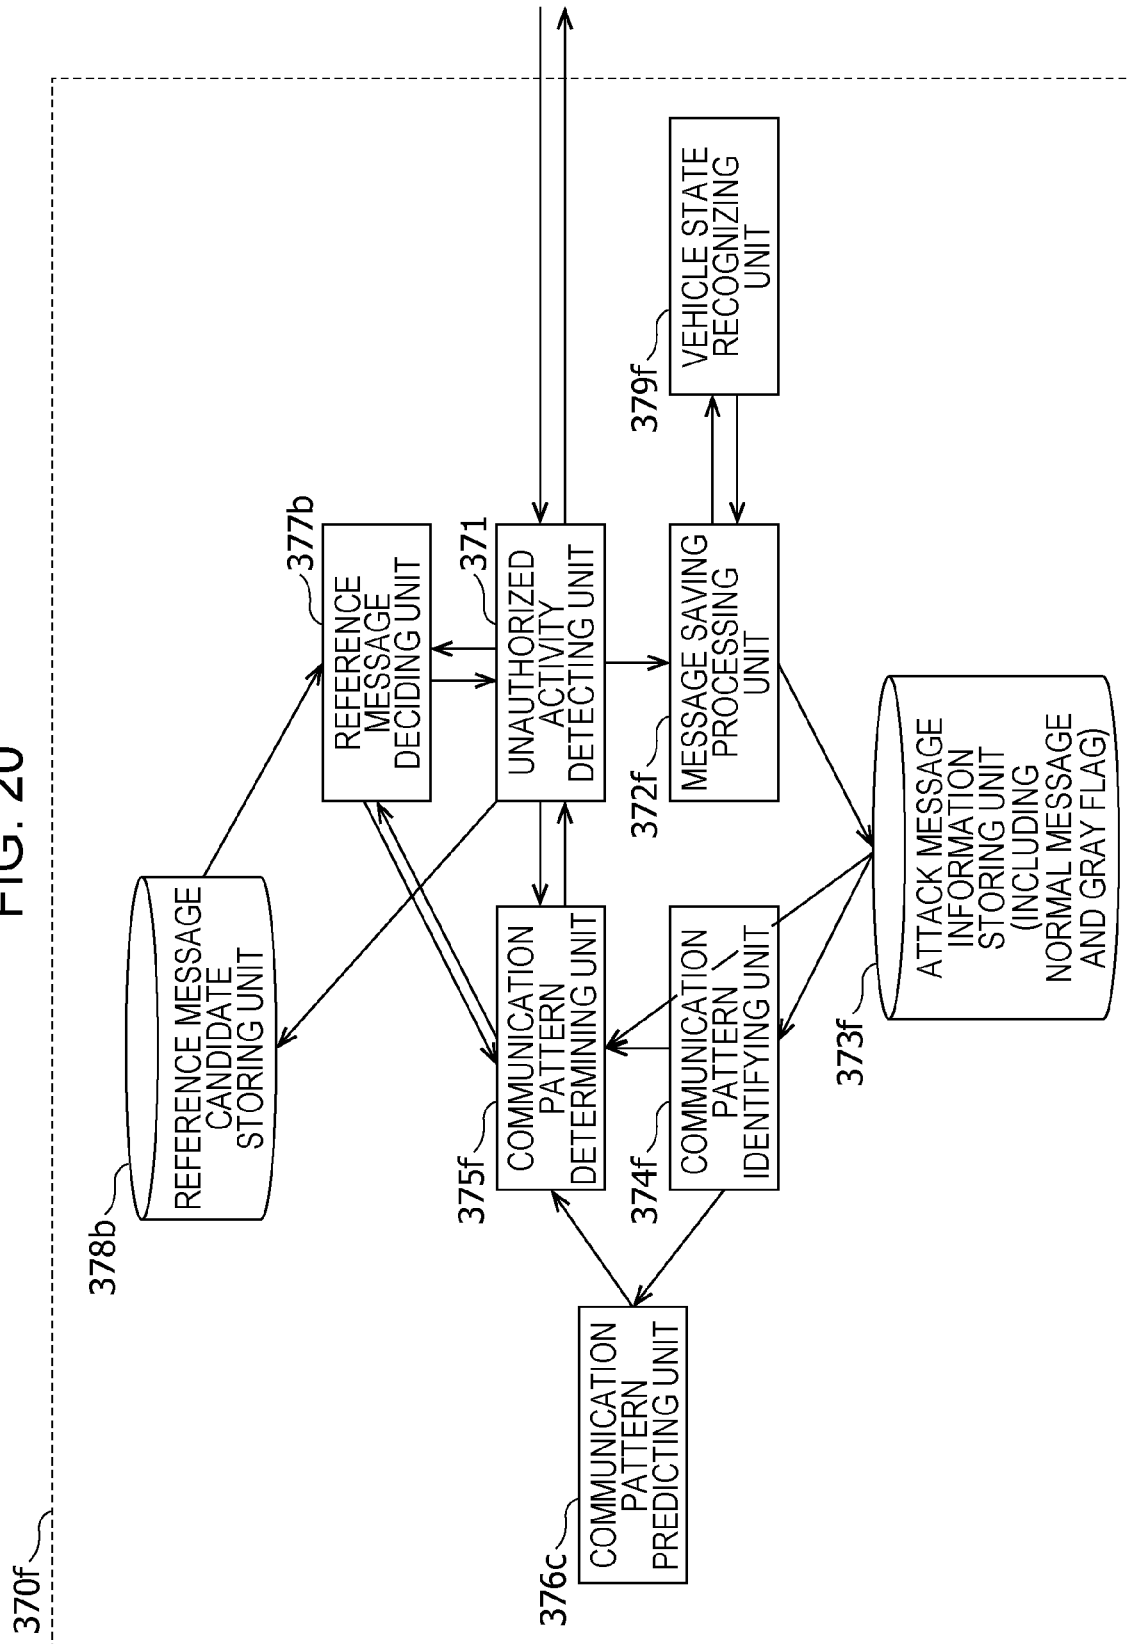 FIG. 20
370f
378b
REFERENCE MESSAGE
CANDIDATE
STORING UNIT
377b
REFERENCE
MESSAGE
DECIDING UNIT
376c
COMMUNICATION
PATTERN
PREDICTING UNIT
375f
COMMUNICATION
PATTERN
DETERMINING UNIT
371
UNAUTHORIZED
ACTIVITY
DETECTING UNIT
374f
COMMUNICATION
PATTERN
IDENTIFYING UNIT
372f
MESSAGE SAVING
PROCESSING
UNIT
379f
VEHICLE STATE
RECOGNIZING
UNIT
373f
ATTACK MESSAGE
INFORMATION
STORING UNIT
(INCLUDING
NORMAL MESSAGE
AND GRAY FLAG)